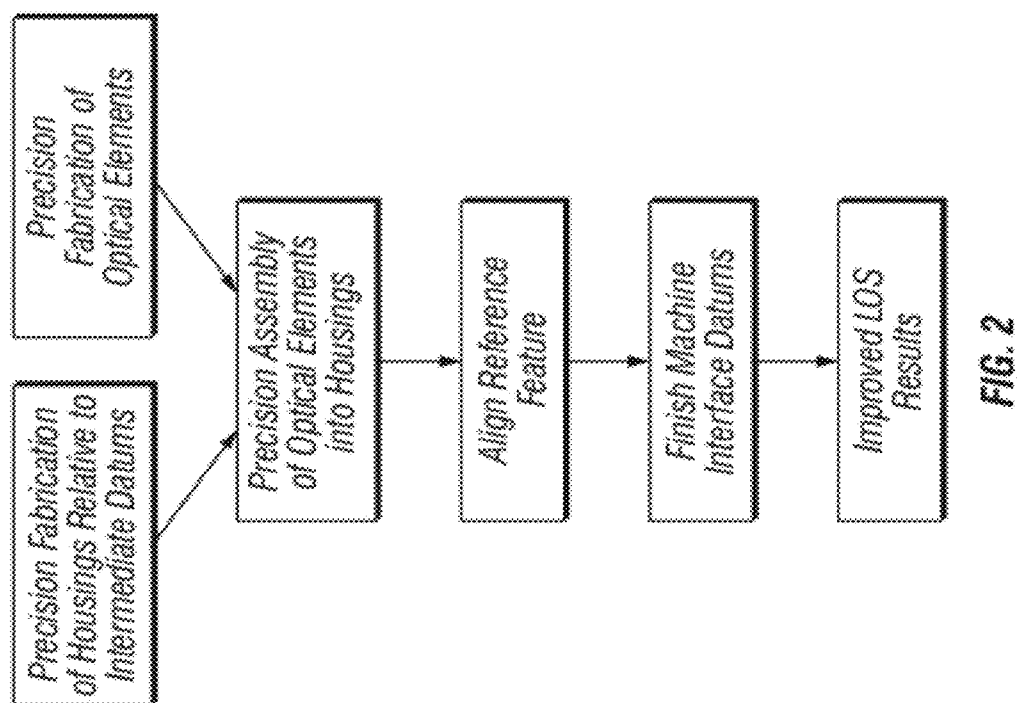 Precision Fabrication
of Housings Relative to
Intermediate Datums
Precision
Fabrication of
Optical Elements
Precision Assembly
of Optical Elements
into Housings
Align Reference
Feature
Finish Machine
Interface Datums
Improved LOS
Results
FIG. 2